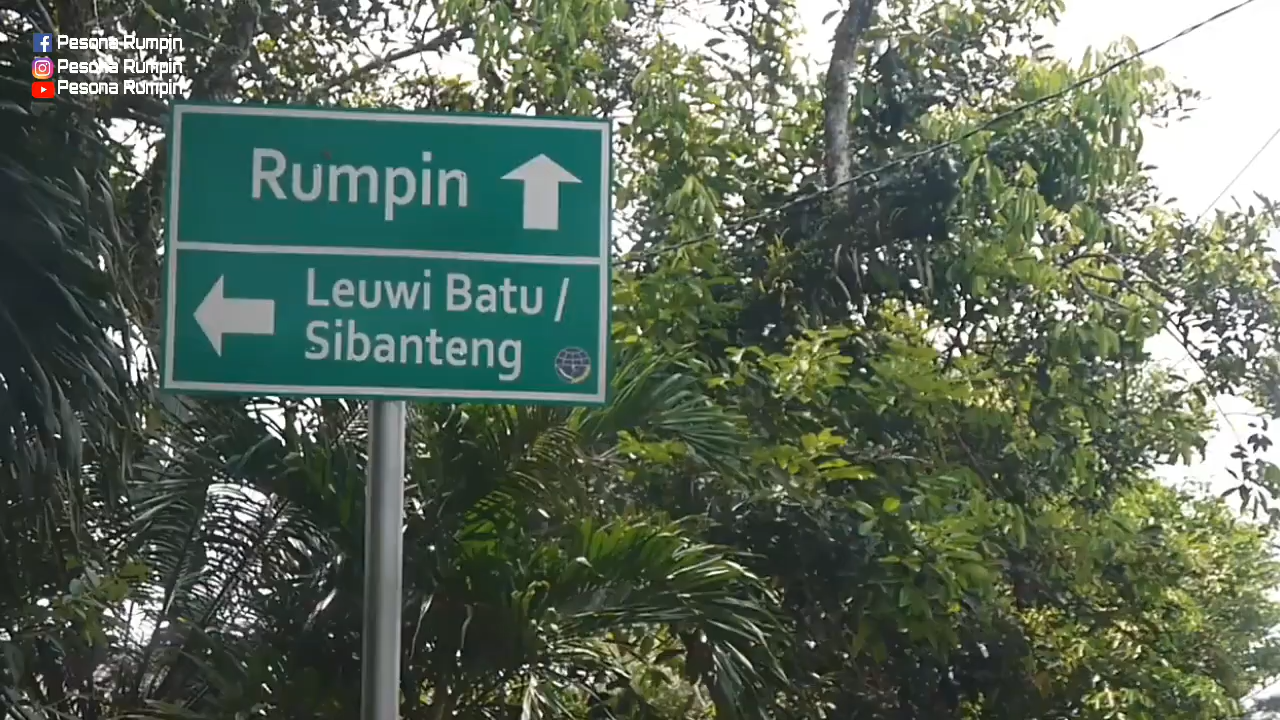 Pesona Rumpin
Pesona Rumpin
Pesona Rumpin
Rumpin
Leuwi Batu /
Sibanteng